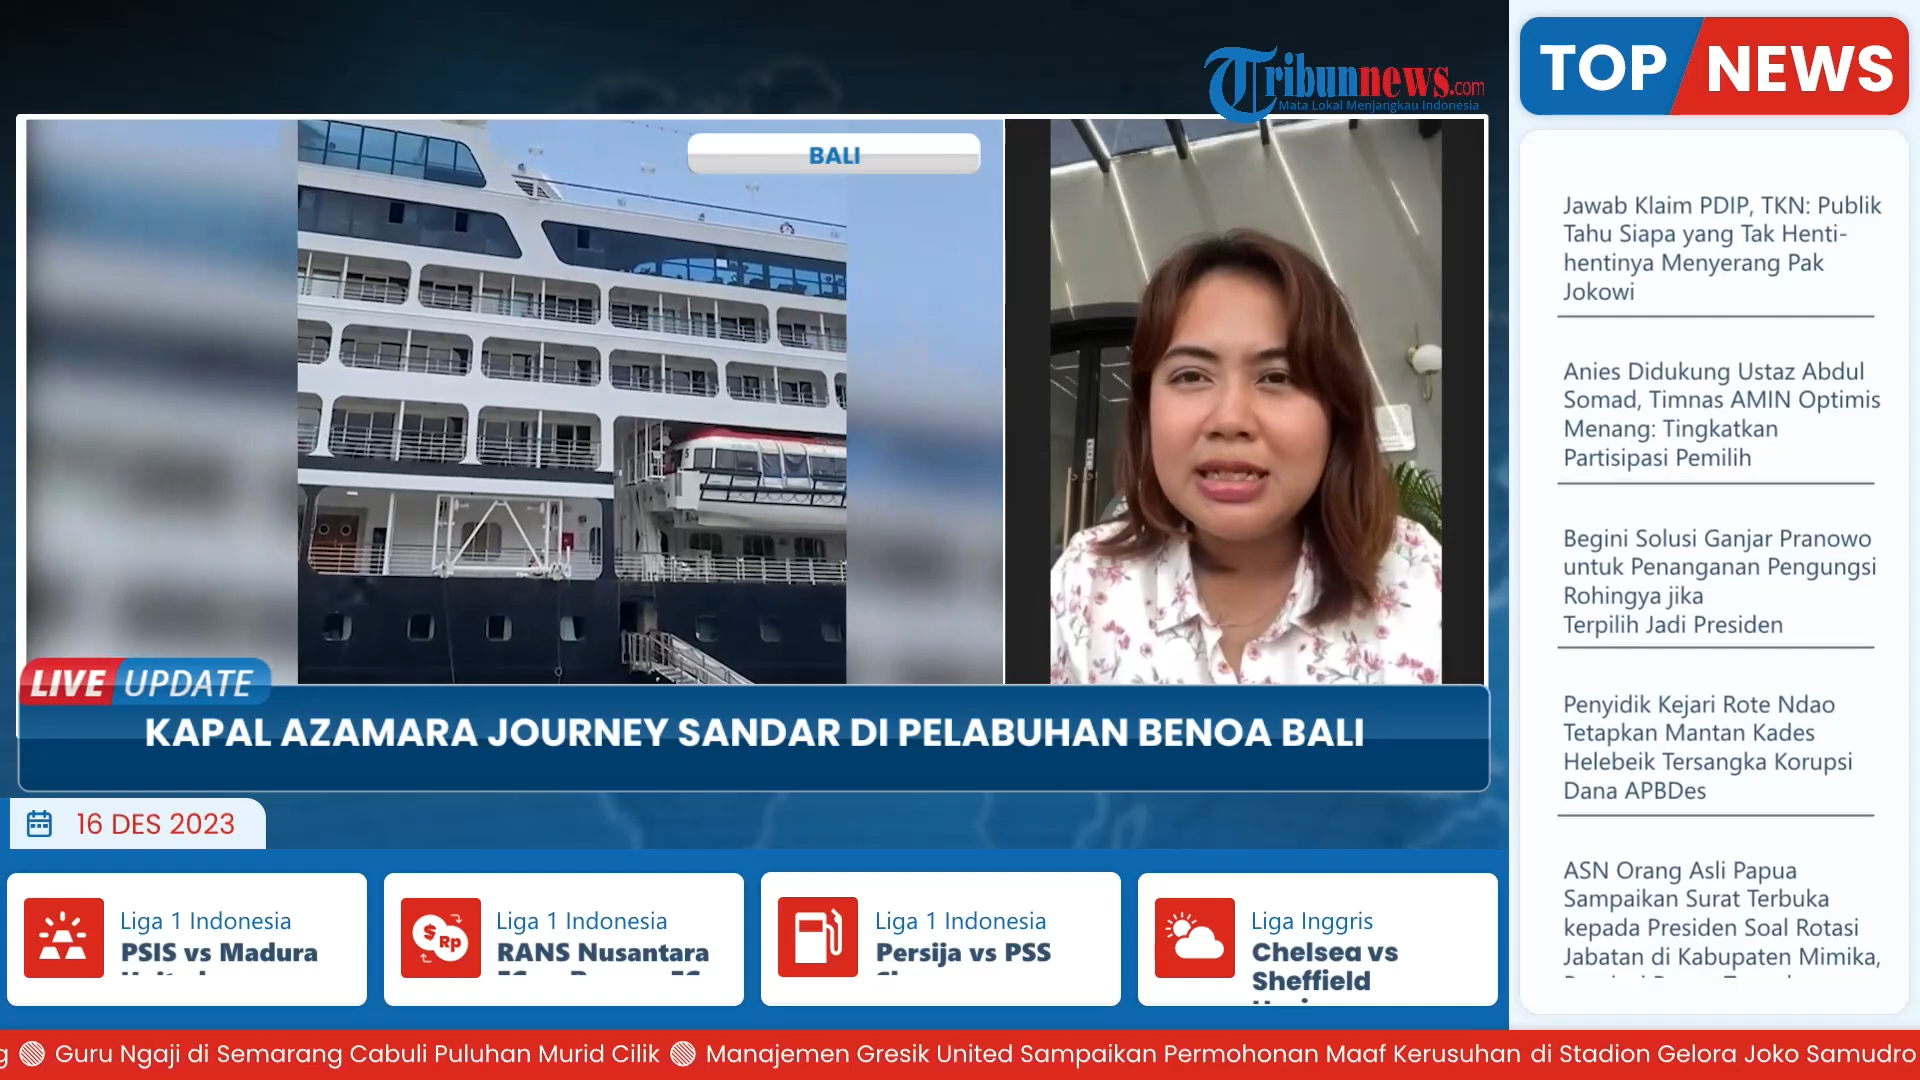 Tribunnews.com
Mata Lokal Menjangkau Indonesia
BALI
LIVE UPDATE
KAPAL AZAMARA JOURNEY SANDAR DI PELABUHAN BENOA BALI
16 DES 2023
Liga 1 Indonesia
PSIS vs Madura
Liga 1 Indonesia
RANS Nusantara
Liga 1 Indonesia
Persija vs PSS
Liga Inggris
Chelsea vs
Sheffield
TOP NEWS
Jawab Klaim PDIP, TKN: Publik
Tahu Siapa yang Tak Henti-
hentinya Menyerang Pak
Jokowi
Anies Didukung Ustaz Abdul
Somad, Timnas AMIN Optimis
Menang: Tingkatkan
Partisipasi Pemilih
Begini Solusi Ganjar Pranowo
untuk Penanganan Pengungsi
Rohingya jika
Terpilih Jadi Presiden
Penyidik Kejari Rote Ndao
Tetapkan Mantan Kades
Helebeik Tersangka Korupsi
Dana APBDes
ASN Orang Asli Papua
Sampaikan Surat Terbuka
kepada Presiden Soal Rotasi
Jabatan di Kabupaten Mimika,
g Guru Ngaji di Semarang Cabuli Puluhan Murid Cilik Manajemen Gresik United Sampaikan Permohonan Maaf Kerusuhan di Stadion Gelora Joko Samudro